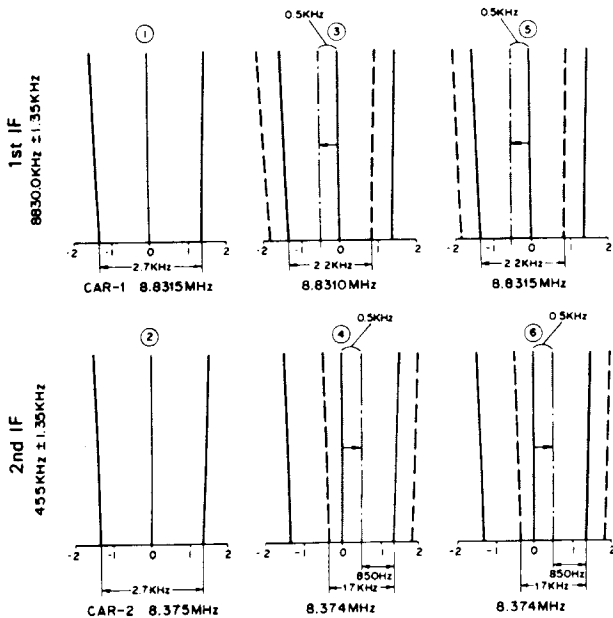 0.5KHz
0.5KHz
1 3 5
1st IF
8830.0KHz ±1.35KHz
-2 -1 0 1 2
-2 -1 0 1 2
-2 -1 0 1 2
2.7KHz
2.2KHz
2.2KHz
CAR-1 8.8315MHz
8.8310MHz
8.8315MHz
0.5KHz
0.5KHz
2 4 6
2nd IF
455KHz ±1.35KHz
-2 -1 0 1 2
-2 -1 0 1 2
-2 -1 0 1 2
850Hz
850Hz
2.7KHz
1.7KHz
1.7KHz
CAR-2 8.375MHz
8.374MHz
8.374MHz